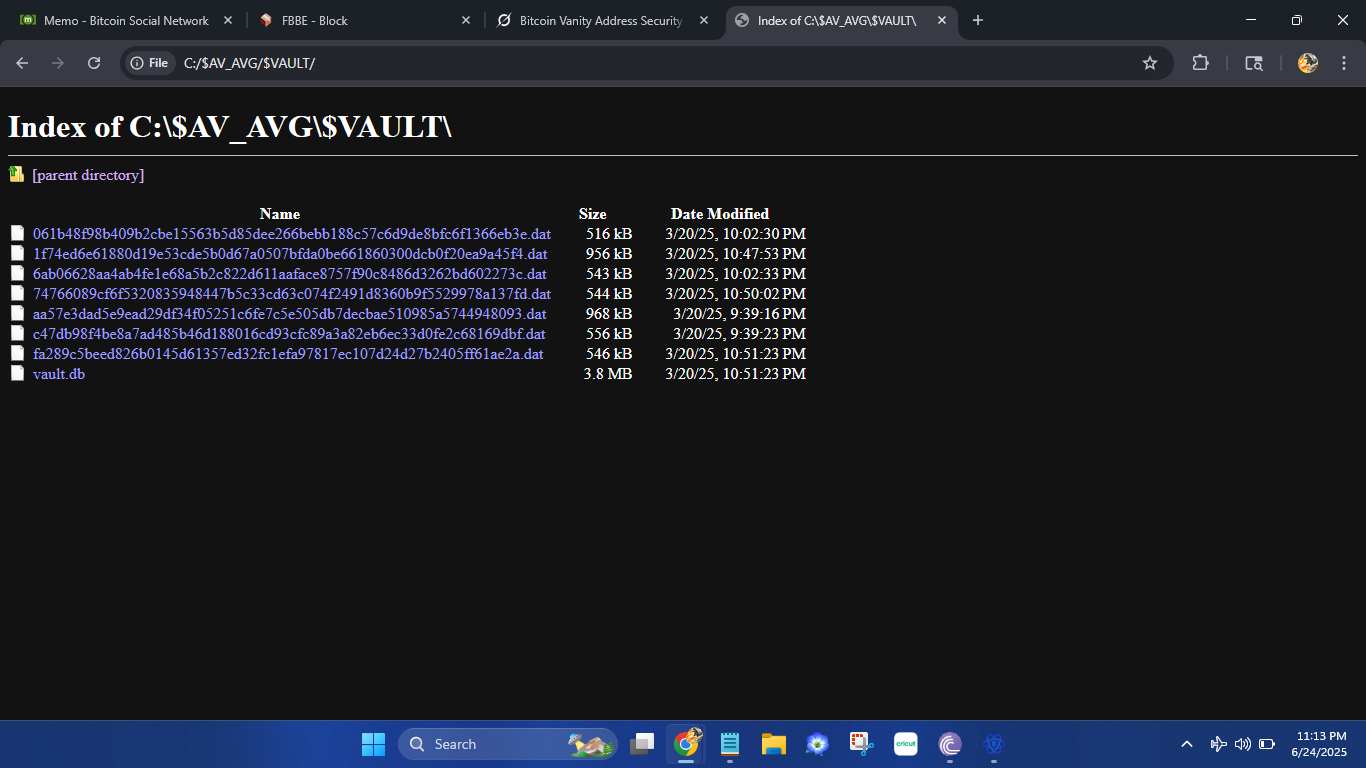 Memo - Bitcoin Social Network
FBBE - Block
Bitcoin Vanity Address Security
Index of C:\$AV_AVG\$VAULT\
File C:/$AV_AVG/$VAULT/
Index of C:\$AV_AVG\$VAULT\
[parent directory]
Name Size Date Modified
061b48f98b409b2cbe15563b5d85dee266bebb188c57c6d9de8bfc6f1366eb3e.dat 516 kB 3/20/25, 10:02:30 PM
1f74ed6e61880d19e53cde5b0d67a0507bfda0be661860300dcb0f20ea9a45f4.dat 956 kB 3/20/25, 10:47:53 PM
6ab06628aa4ab4fe1e68a5b2c822d611aaface8757f90c8486d3262bd602273c.dat 543 kB 3/20/25, 10:02:33 PM
74766089cf6f5320835948447b5c33cd63c074f2491d8360b9f5529978a137fd.dat 544 kB 3/20/25, 10:50:02 PM
aa57e3dad5e9ead29df34f05251c6fe7c5e505db7decbae510985a5744948093.dat 968 kB 3/20/25, 9:39:16 PM
c47db98f4be8a7ad485b46d188016cd93cfc89a3a82eb6ec33d0fe2c68169dbf.dat 556 kB 3/20/25, 9:39:23 PM
fa289c5beed826b0145d61357ed32fc1efa97817ec107d24d27b2405ff61ae2a.dat 546 kB 3/20/25, 10:51:23 PM
vault.db 3.8 MB 3/20/25, 10:51:23 PM
Search
cricut
11:13 PM
6/24/2025